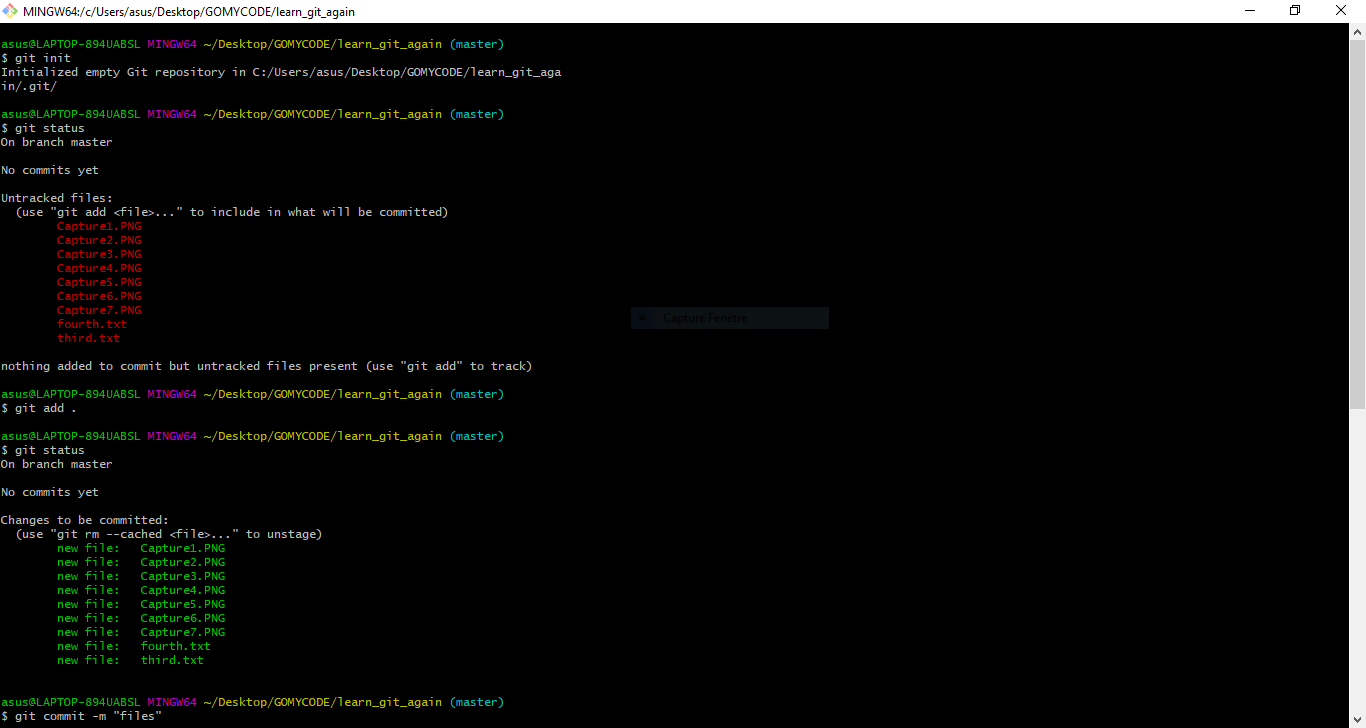 MINGW64:/c/Users/asus/Desktop/GOMYCODE/learn_git_again
asus@LAPTOP-894UABSL MINGW64 ~/Desktop/GOMYCODE/learn_git_again (master)
$ git init
Initialized empty Git repository in C:/Users/asus/Desktop/GOMYCODE/learn_git_aga
in/.git/
asus@LAPTOP-894UABSL MINGW64 ~/Desktop/GOMYCODE/learn_git_again (master)
$ git status
On branch master
No commits yet
Untracked files:
(use "git add <file>..." to include in what will be committed)
Capture1.PNG
Capture2.PNG
Capture3.PNG
Capture4.PNG
Capture5.PNG
Capture6.PNG
Capture7.PNG
Capture Fenêtre
fourth.txt
third.txt
nothing added to commit but untracked files present (use "git add" to track)
asus@LAPTOP-894UABSL MINGW64 ~/Desktop/GOMYCODE/learn_git_again (master)
$ git add .
asus@LAPTOP-894UABSL MINGW64 ~/Desktop/GOMYCODE/learn_git_again (master)
$ git status
On branch master
No commits yet
Changes to be committed:
(use "git rm --cached <file>..." to unstage)
new file:   Capture1.PNG
new file:   Capture2.PNG
new file:   Capture3.PNG
new file:   Capture4.PNG
new file:   Capture5.PNG
new file:   Capture6.PNG
new file:   Capture7.PNG
new file:   fourth.txt
new file:   third.txt
asus@LAPTOP-894UABSL MINGW64 ~/Desktop/GOMYCODE/learn_git_again (master)
$ git commit -m "files"